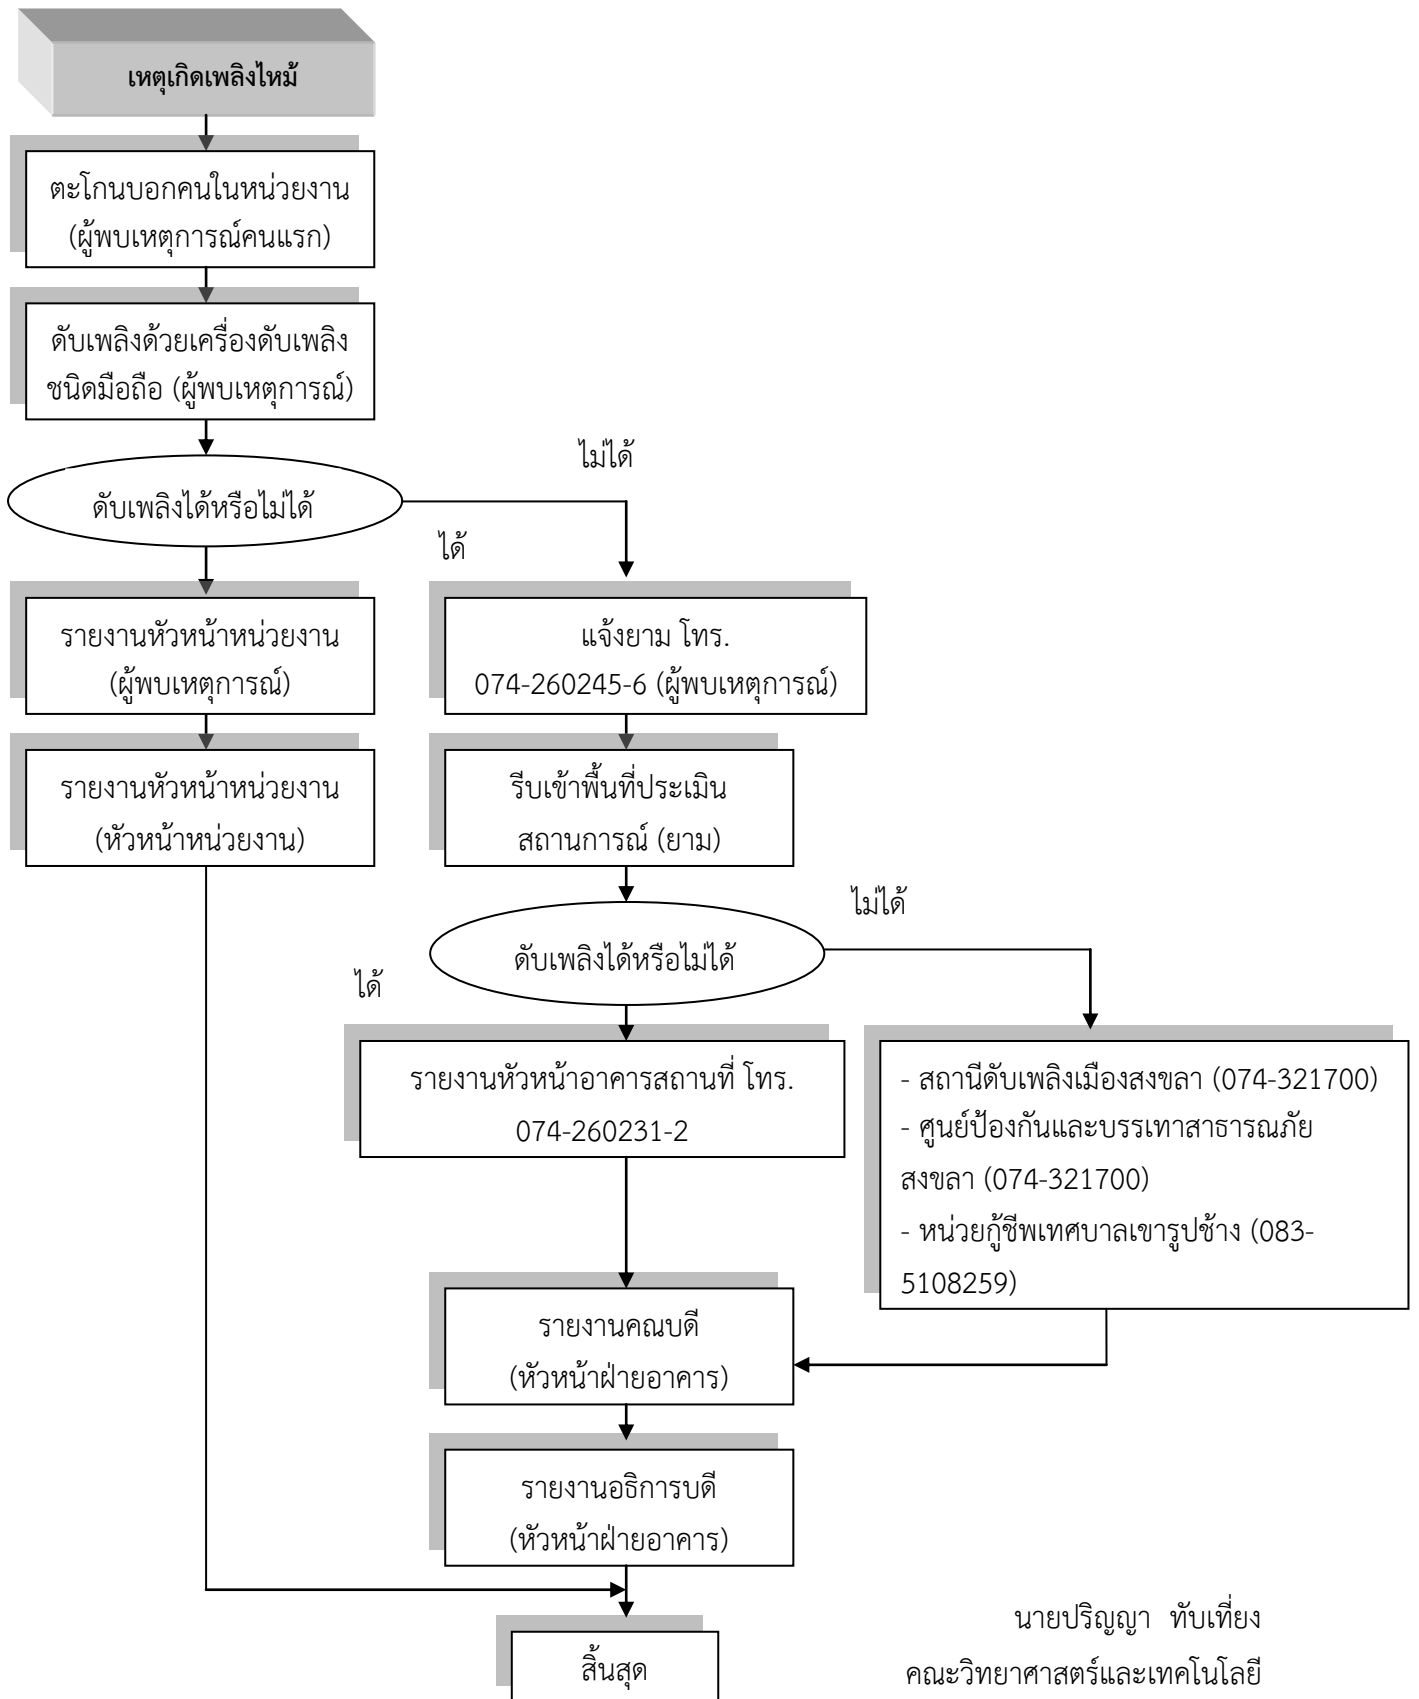 เหตุเกิดเพลิงไหม้
ตะโกนบอกคนในหน่วยงาน
(ผู้พบเหตุการณ์คนแรก)
ดับเพลิงด้วยเครื่องดับเพลิง
ชนิดมือถือ (ผู้พบเหตุการณ์)
ไม่ได้
ดับเพลิงได้หรือไม่ได้
ได้
รายงานหัวหน้าหน่วยงาน
(ผู้พบเหตุการณ์)
แจ้งยาม โทร.
074-260245-6 (ผู้พบเหตุการณ์)
รายงานหัวหน้าหน่วยงาน
(หัวหน้าหน่วยงาน)
รีบเข้าพื้นที่ประเมิน
สถานการณ์ (ยาม)
ไม่ได้
ดับเพลิงได้หรือไม่ได้
ได้
รายงานหัวหน้าอาคารสถานที่ โทร.
074-260231-2
- สถานีดับเพลิงเมืองสงขลา (074-321700)
- ศูนย์ป้องกันและบรรเทาสาธารณภัย
สงขลา (074-321700)
- หน่วยกู้ชีพเทศบาลเขารูปช้าง (083-
5108259)
รายงานคณบดี
(หัวหน้าฝ่ายอาคาร)
รายงานอธิการบดี
(หัวหน้าฝ่ายอาคาร)
สิ้นสุด
นายปริญญา ทับเที่ยง
คณะวิทยาศาสตร์และเทคโนโลยี